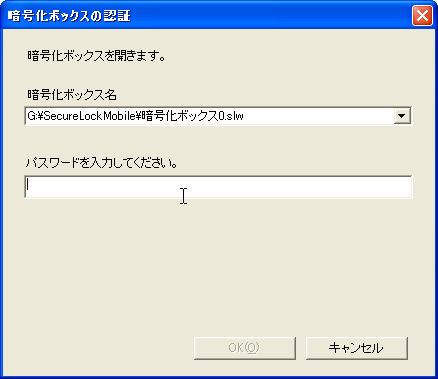 暗号化ボックスの認証
暗号化ボックスを開きます。
暗号化ボックス名
G:¥SecureLockMobile¥暗号化ボックス0.slw
パスワードを入力してください。
OK(O)
キャンセル